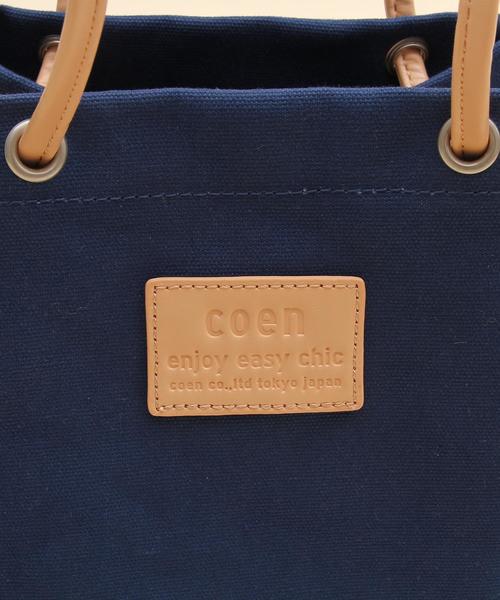 coen
enjoy easy chic
coen co.,ltd tokyo japan